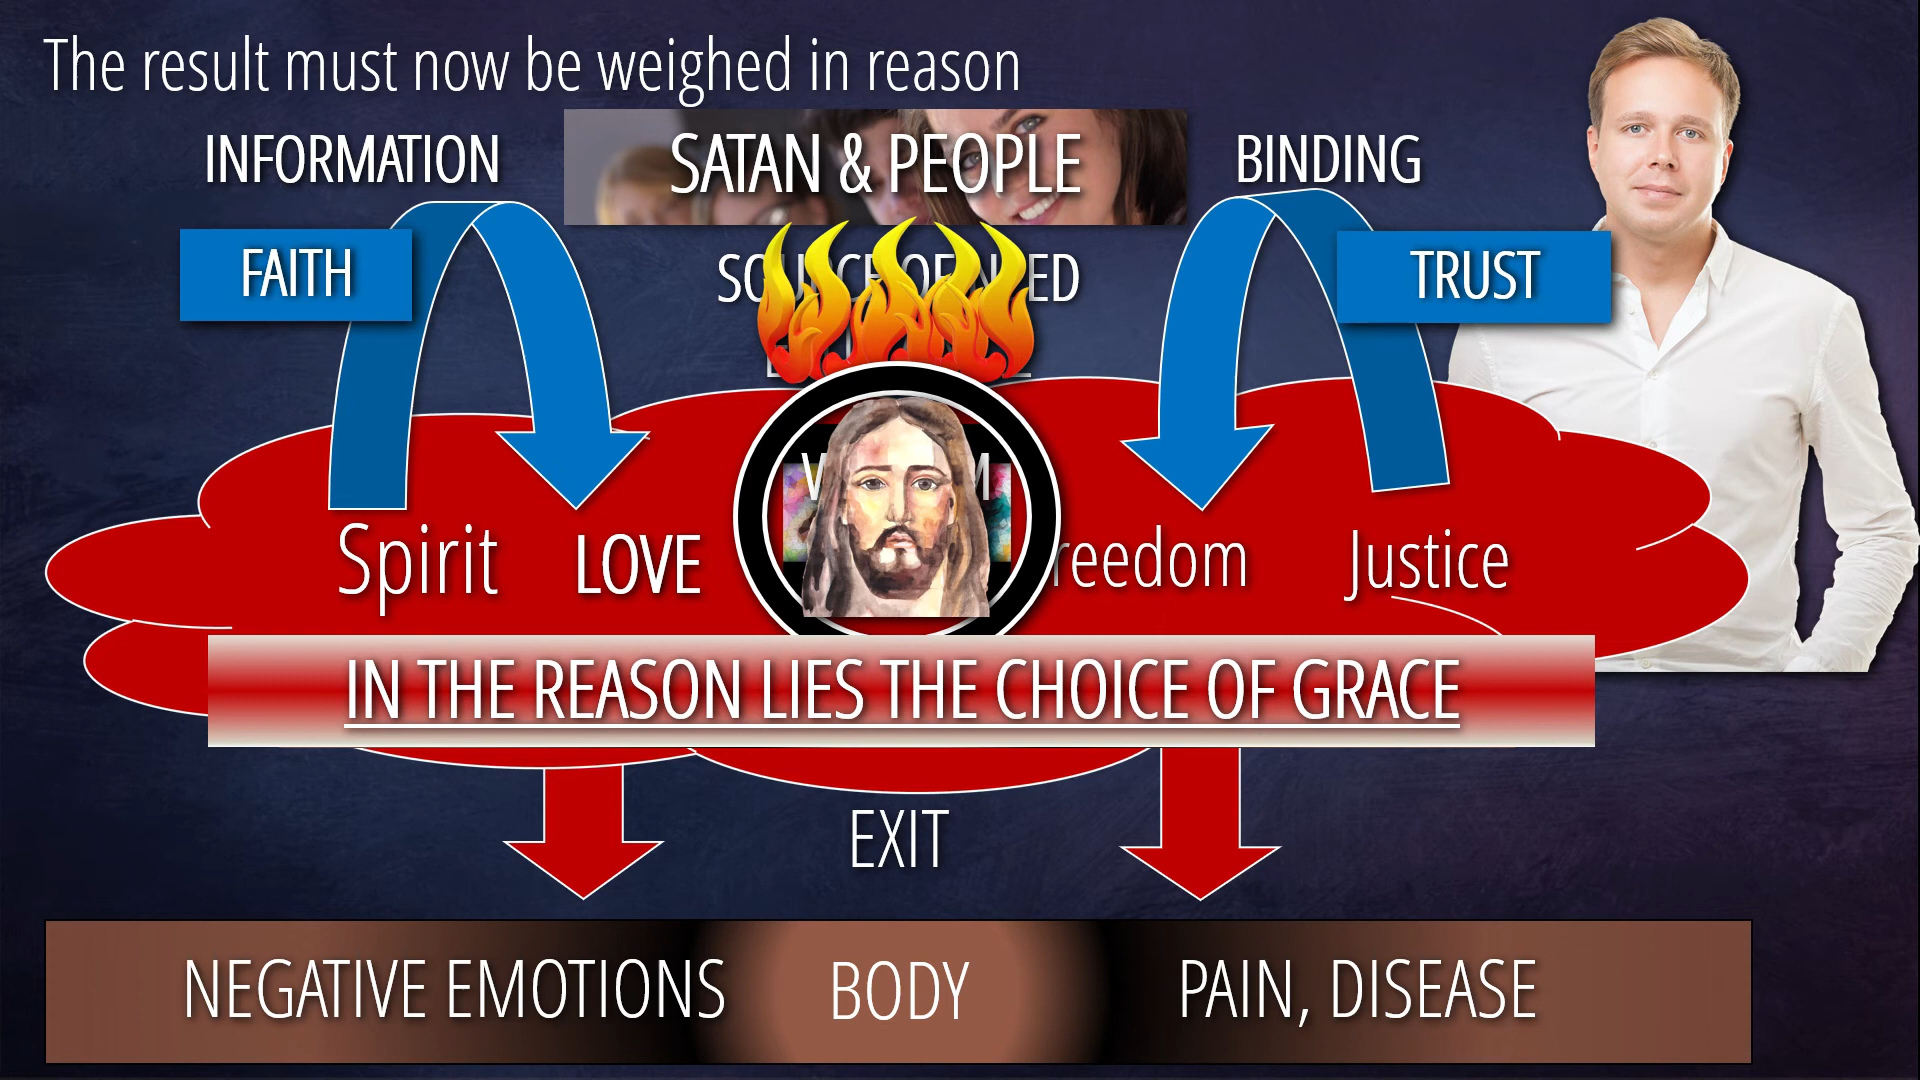 The result must now be weighed in reason
INFORMATION
SATAN & PEOPLE
BINDING
FAITH
TRUST
Spirit
LOVE
reedom
Justice
IN THE REASON LIES THE CHOICE OF GRACE
EXIT
NEGATIVE EMOTIONS
BODY
PAIN, DISEASE